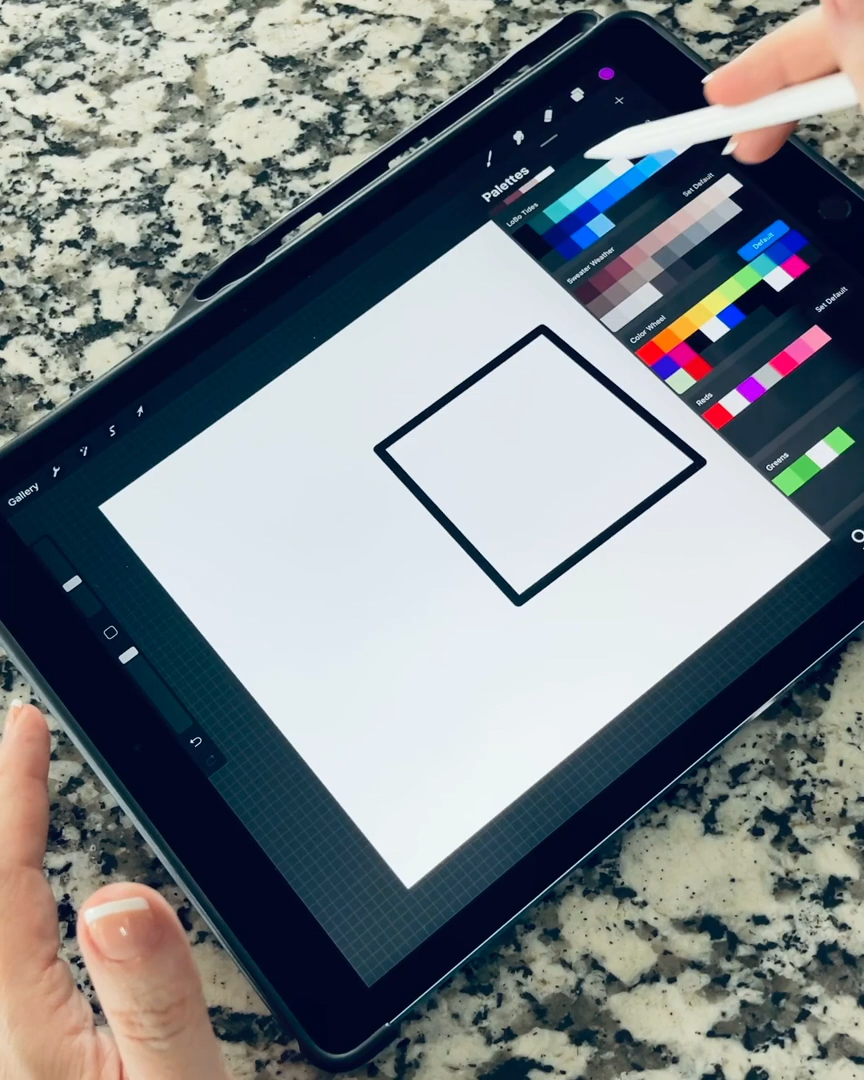 Gallery
Palettes
LoBo Tides
Sweater Weather
Set Default
Color Wheel
Default
Reds
Set Default
Greens